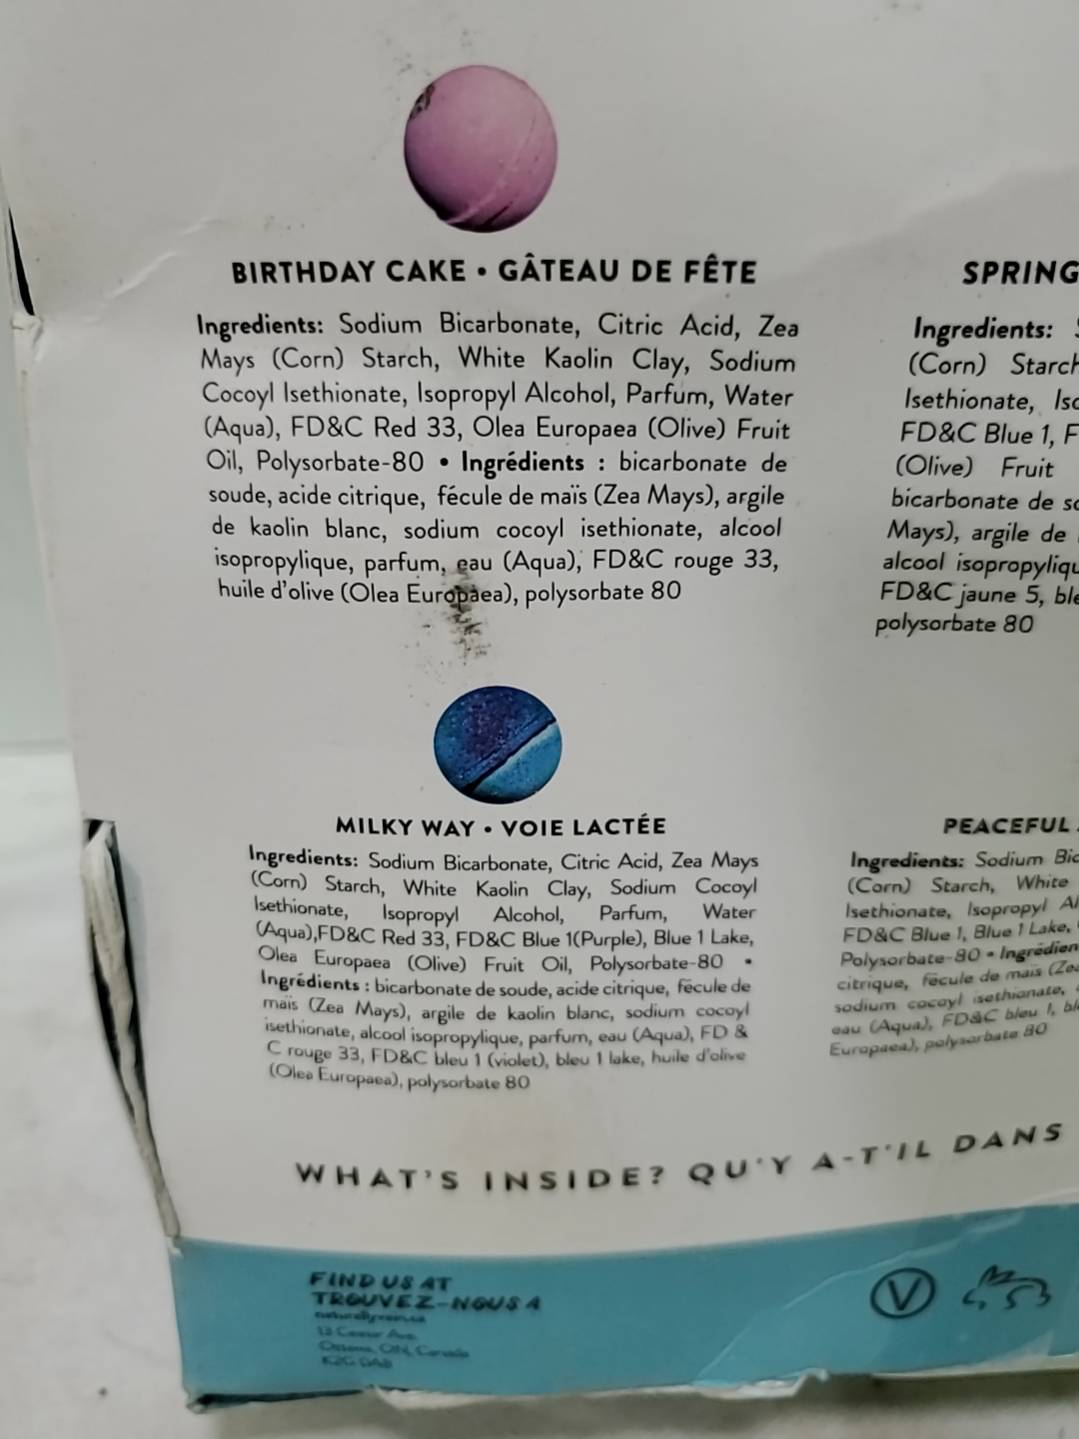 BIRTHDAY CAKE • GÂTEAU DE FÊTE
Ingredients: Sodium Bicarbonate, Citric Acid, Zea
Mays (Corn) Starch, White Kaolin Clay, Sodium
Cocoyl Isethionate, Isopropyl Alcohol, Parfum, Water
(Aqua), FD&C Red 33, Olea Europaea (Olive) Fruit
Oil, Polysorbate-80 • Ingrédients : bicarbonate de
soude, acide citrique, fécule de maïs (Zea Mays), argile
de kaolin blanc, sodium cocoyl isethionate, alcool
isopropylique, parfum, eau (Aqua), FD&C rouge 33,
huile d'olive (Olea Europaea), polysorbate 80
SPRING
Ingredients:
(Corn) Starch
Isethionate,
FD&C Blue 1,
(Olive) Fruit
bicarbonate de
Mays), argile de
alcool
FD&C jaune 5,
polysorbate 80
MILKY WAY • VOIE LACTÉE
Ingredients: Sodium Bicarbonate, Citric Acid, Zea Mays
(Corn) Starch, White Kaolin Clay, Sodium Cocoyl
Isethionate, Isopropyl Alcohol, Parfum, Water
(Aqua),FD&C Red 33, FD&C Blue 1(Purple), Blue 1 Lake,
Olea Europaea (Olive) Fruit Oil, Polysorbate-80 •
Ingrédients : bicarbonate de soude, acide citrique, fécule de
maïs (Zea Mays), argile de kaolin blanc, sodium cocoyl
isethionate, alcool isopropylique, parfum, eau (Aqua), FD &
C rouge 33, FD&C bleu 1 (violet), bleu 1 lake, huile d'olive
(Olea Europaea), polysorbate 80
PEACEFUL
Ingredients: Sodium
(Corn) Starch, White
Isethionate, Isopropyl
FD&C Blue 1, Blue 1 Lake,
Polysorbate-80 •
citrique, fécule de maïs
sodium cocoyl isethionate,
eau (Aqua), FD&C bleu 1,
Europaea), polysorbate 80
WHAT'S INSIDE? QU'Y A-T'IL DANS
FIND US AT
TROUVEZ-NOUS A
Ottawa, ON, Canada
V